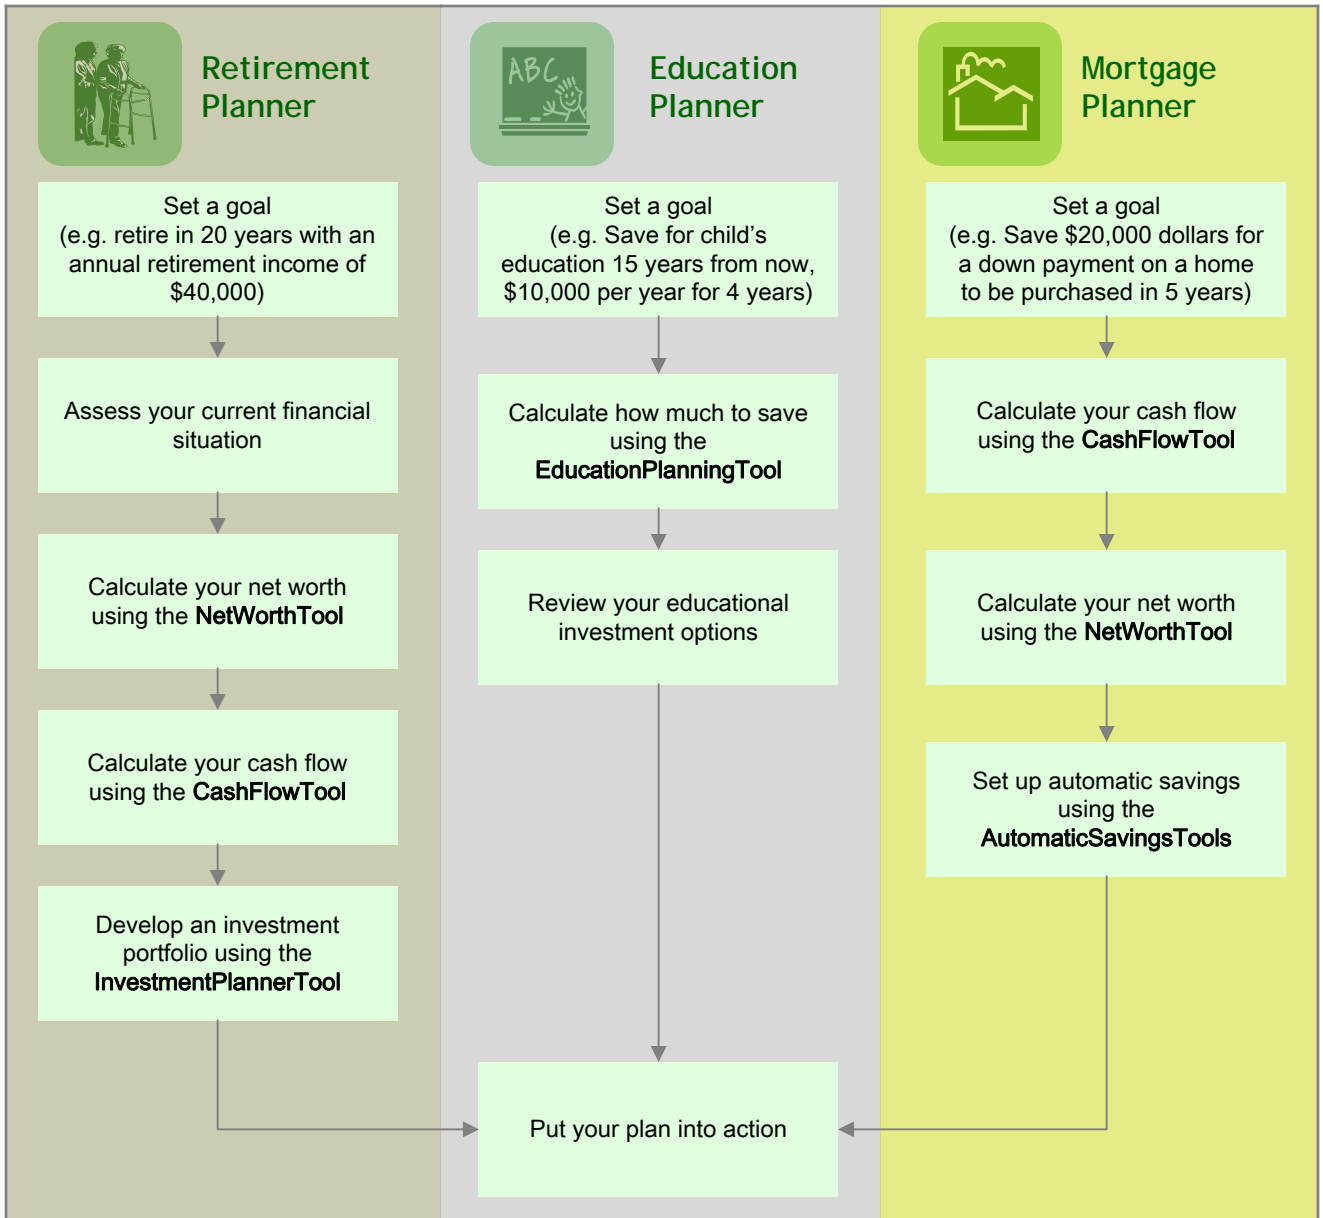 Retirement
Planner
Set a goal
(e.g. retire in 20 years with an
annual retirement income of
$40,000)
Assess your current financial
situation
Calculate your net worth
using the NetWorthTool
Calculate your cash flow
using the CashFlowTool
Develop an investment
portfolio using the
InvestmentPlannerTool
ABC
Education
Planner
Set a goal
(e.g. Save for child's
education 15 years from now,
$10,000 per year for 4 years)
Calculate how much to save
using the
EducationPlanningTool
Review your educational
investment options
Mortgage
Planner
Set a goal
(e.g. Save $20,000 dollars for
a down payment on a home
to be purchased in 5 years)
Calculate your cash flow
using the CashFlowTool
Calculate your net worth
using the NetWorthTool
Set up automatic savings
using the
AutomaticSavingsTools
Put your plan into action